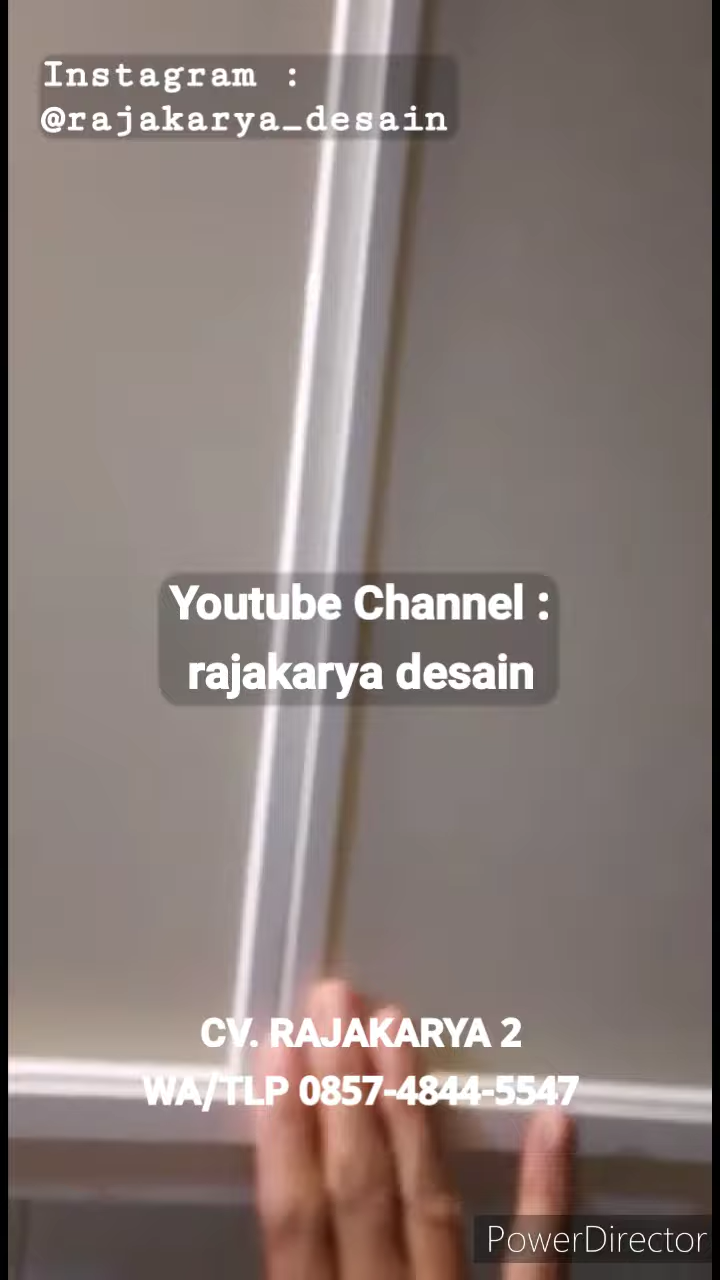 Instagram :
@rajakarya_desain
Youtube Channel :
rajakarya desain
CV. RAJAKARYA 2
WA/TLP 0857-4844-5547
PowerDirector